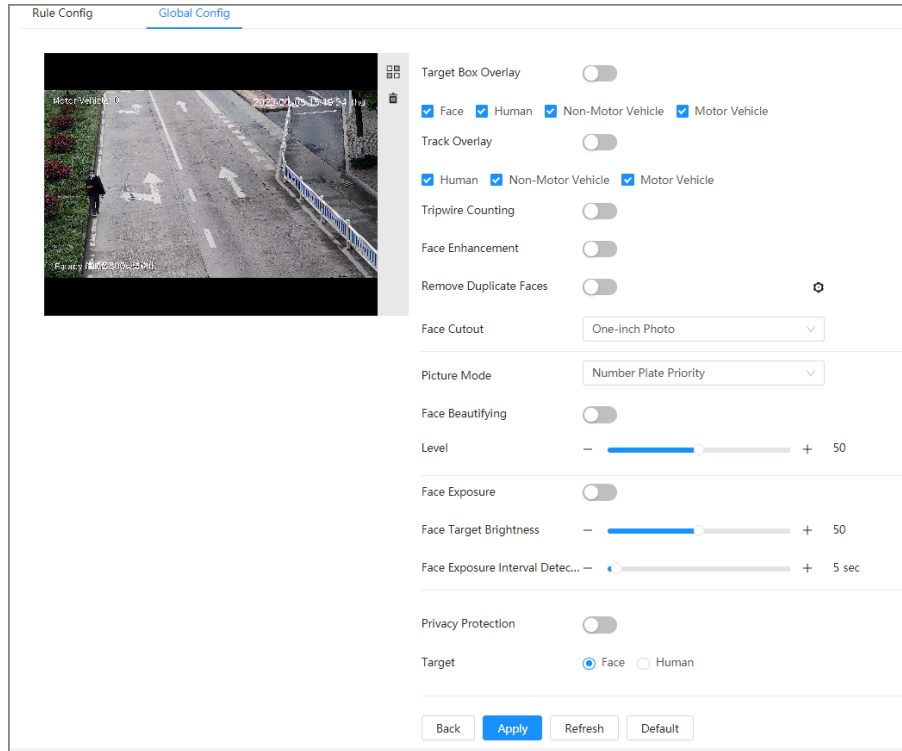 Rule Config Global Config
Motor Vehicle: 0
Target Box Overlay
Face Human Non-Motor Vehicle Motor Vehicle
Track Overlay
Human Non-Motor Vehicle Motor Vehicle
Tripwire Counting
Face Enhancement
Remove Duplicate Faces
Face Cutout One-inch Photo
Picture Mode Number Plate Priority
Face Beautifying
Level − + 50
Face Exposure
Face Target Brightness − + 50
Face Exposure Interval Detec... − + 5 sec
Privacy Protection
Target Face Human
Back Apply Refresh Default